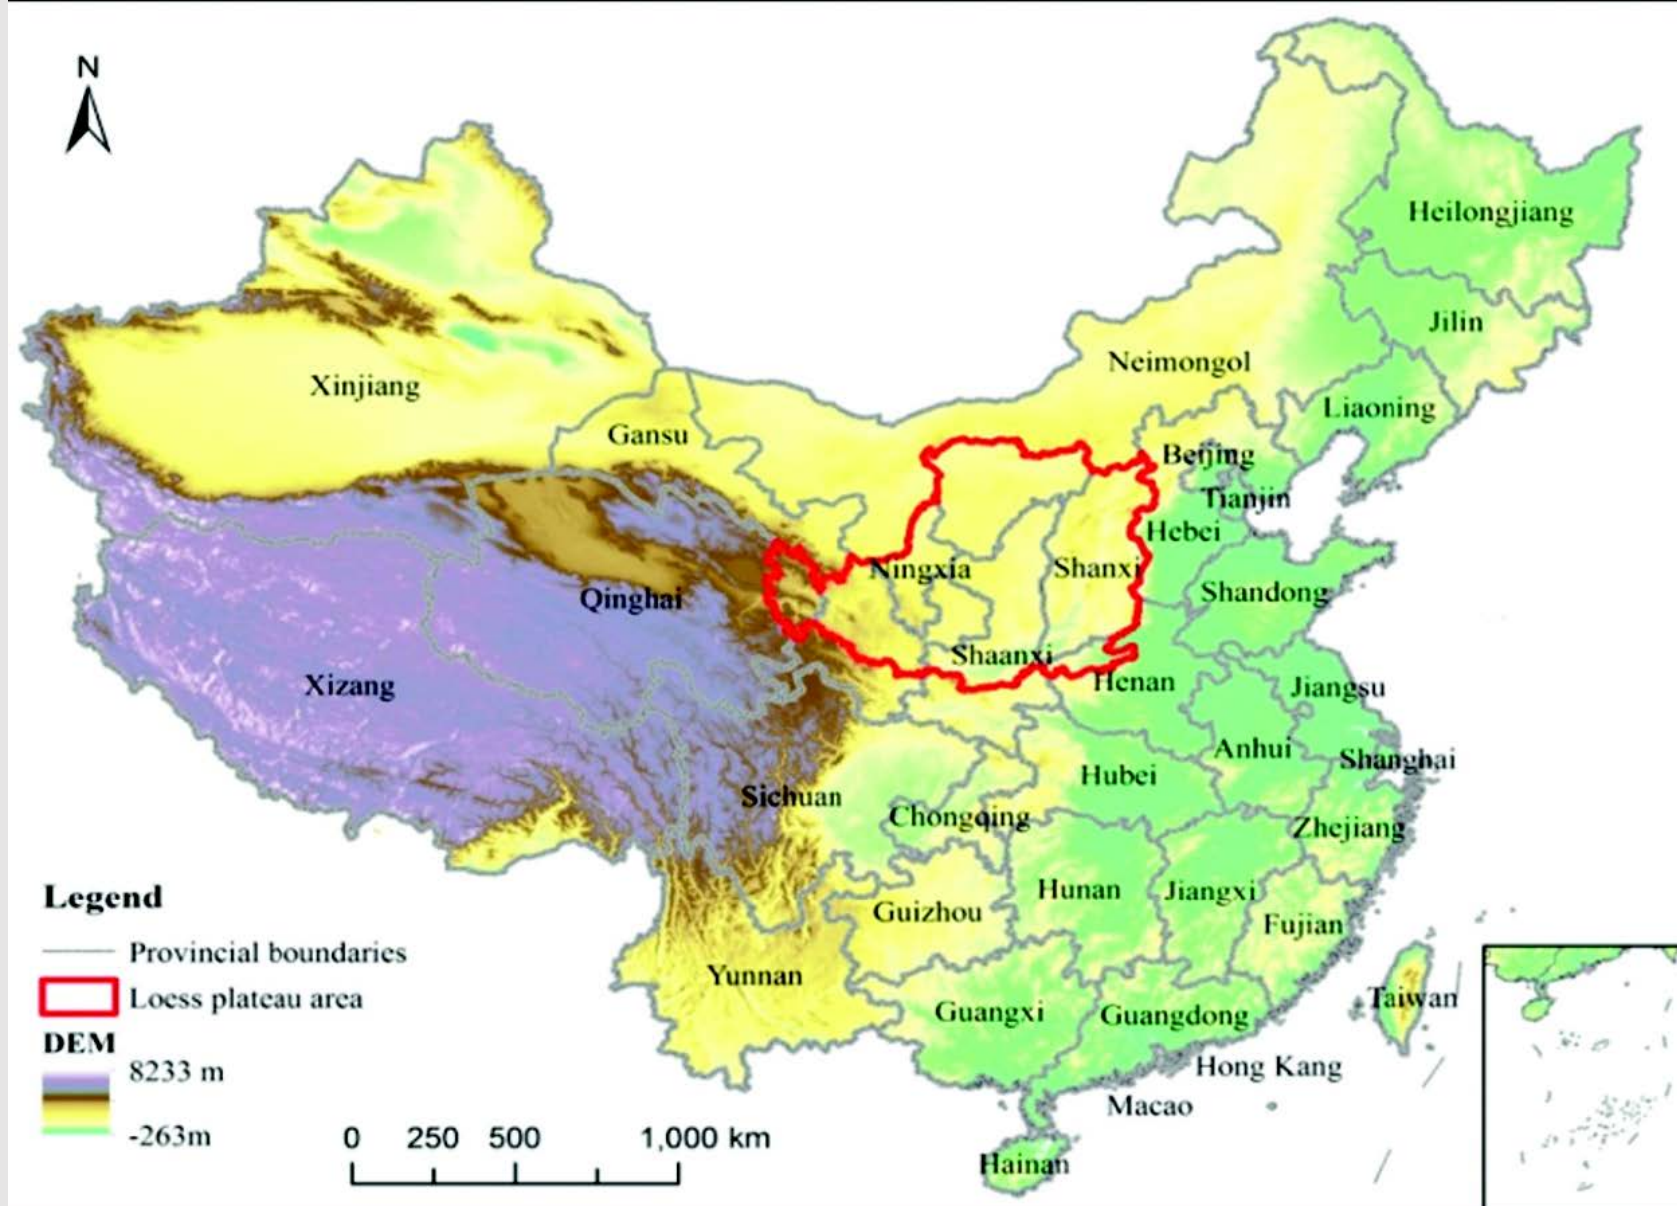 N
Heilongjiang
Jilin
Neimongol
Xinjiang
Liaoning
Gansu
Beijing
Tianjin
Hebei
Ningxia
Shanxi
Qinghai
Shandong
Shaanxi
Xizang
Henan
Jiangsu
Anhui
Shanghai
Hubei
Sichuan
Chongqing
Zhejiang
Hunan
Jiangxi
Guizhou
Fujian
Yunnan
Taiwan
Guangxi
Guangdong
Hong Kang
Macao
Hainan
Legend
Provincial boundaries
Loess plateau area
DEM
8233 m
-263m
0 250 500 1,000 km